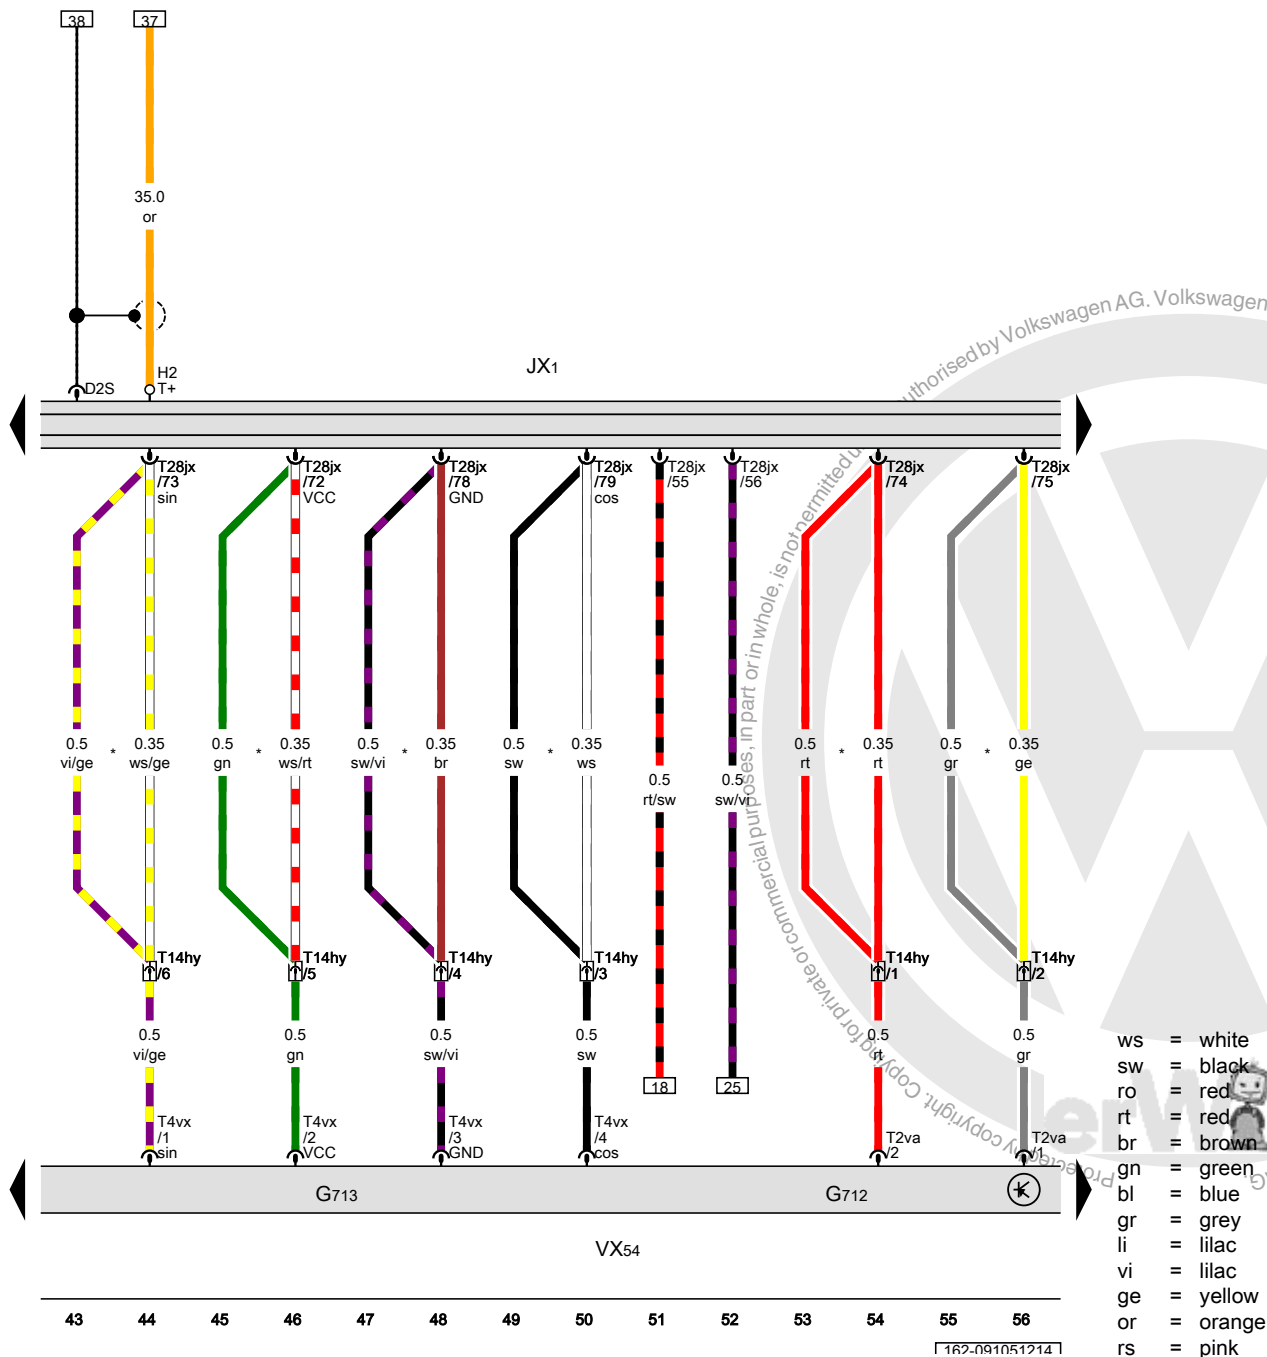 38
37
35.0
or
D2S
H2
T+
JX1
T28jx
/73
sin
T28jx
/72
VCC
T28jx
/78
GND
T28jx
/79
cos
T28jx
/55
T28jx
/56
T28jx
/74
T28jx
/75
0.5
vi/ge
*
0.35
ws/ge
0.5
gn
*
0.35
ws/rt
0.5
sw/vi
*
0.35
br
0.5
sw
*
0.35
ws
0.5
rt/sw
0.5
sw/vi
0.5
rt
*
0.35
rt
0.5
gr
*
0.35
ge
T14hy
/6
T14hy
/5
T14hy
/4
T14hy
/3
T14hy
/1
T14hy
/2
0.5
vi/ge
0.5
gn
0.5
sw/vi
0.5
sw
18
25
0.5
rt
0.5
gr
T4vx
/1
sin
T4vx
/2
VCC
T4vx
/3
GND
T4vx
/4
cos
T2va
/2
T2va
/1
G713
G712
VX54
43 44 45 46 47 48 49 50 51 52 53 54 55 56
162-091051214
ws = white
sw = black
ro = red
rt = red
br = brown
gn = green
bl = blue
gr = grey
li = lilac
vi = lilac
ge = yellow
or = orange
rs = pink
Protected by copyright. Copying for private or commercial purposes, in part or in whole, is not permitted u
uthorised by Volkswagen AG. Volkswagen